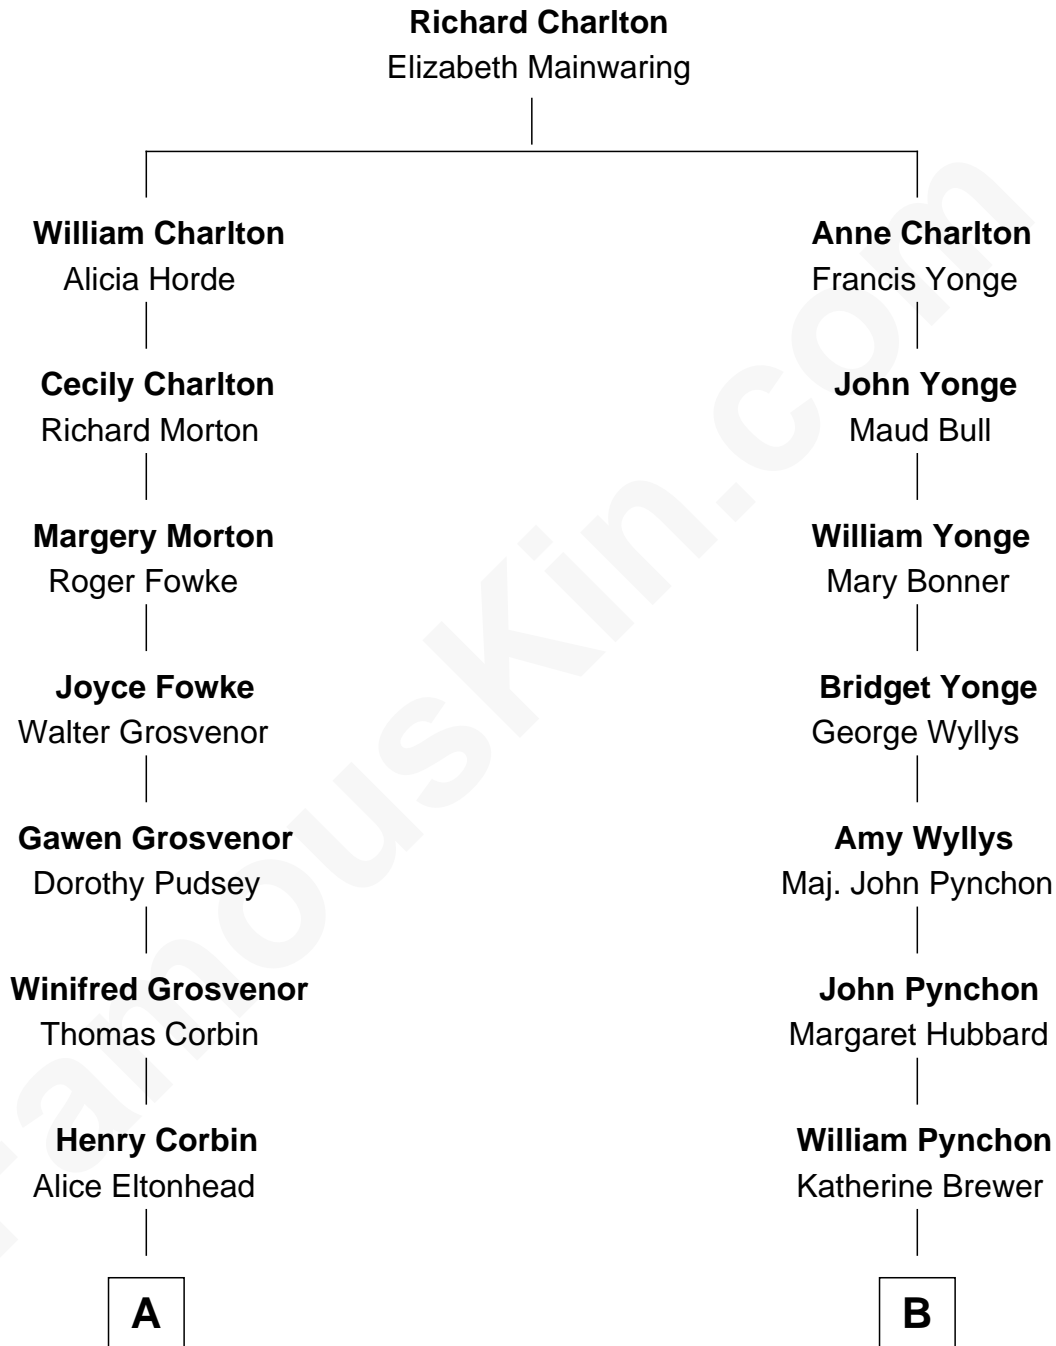 Richard Charlton
Elizabeth Mainwaring
William Charlton
Alicia Horde
Anne Charlton
Francis Yonge
Cecily Charlton
Richard Morton
John Yonge
Maud Bull
Margery Morton
Roger Fowke
William Yonge
Mary Bonner
Joyce Fowke
Walter Grosvenor
Bridget Yonge
George Wyllys
Gawen Grosvenor
Dorothy Pudsey
Amy Wyllys
Maj. John Pynchon
Winifred Grosvenor
Thomas Corbin
John Pynchon
Margaret Hubbard
Henry Corbin
Alice Eltonhead
William Pynchon
Katherine Brewer
A
B
FamousKin.com